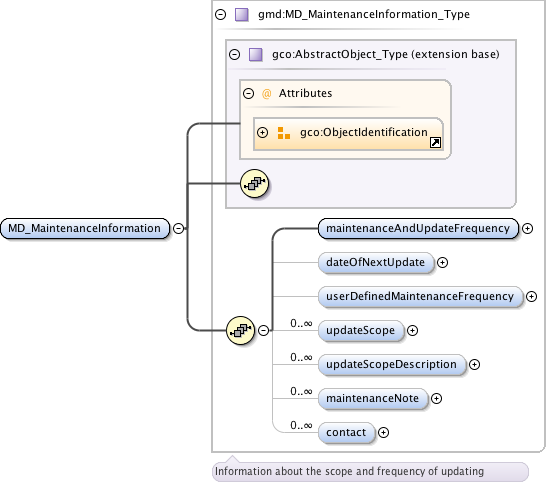 gmd:MD_MaintenanceInformation_Type
gco:AbstractObject_Type (extension base)
@ Attributes
gco:ObjectIdentification
MD_MaintenanceInformation
maintenanceAndUpdateFrequency
dateOfNextUpdate
userDefinedMaintenanceFrequency
0..∞ updateScope
0..∞ updateScopeDescription
0..∞ maintenanceNote
0..∞ contact
Information about the scope and frequency of updating